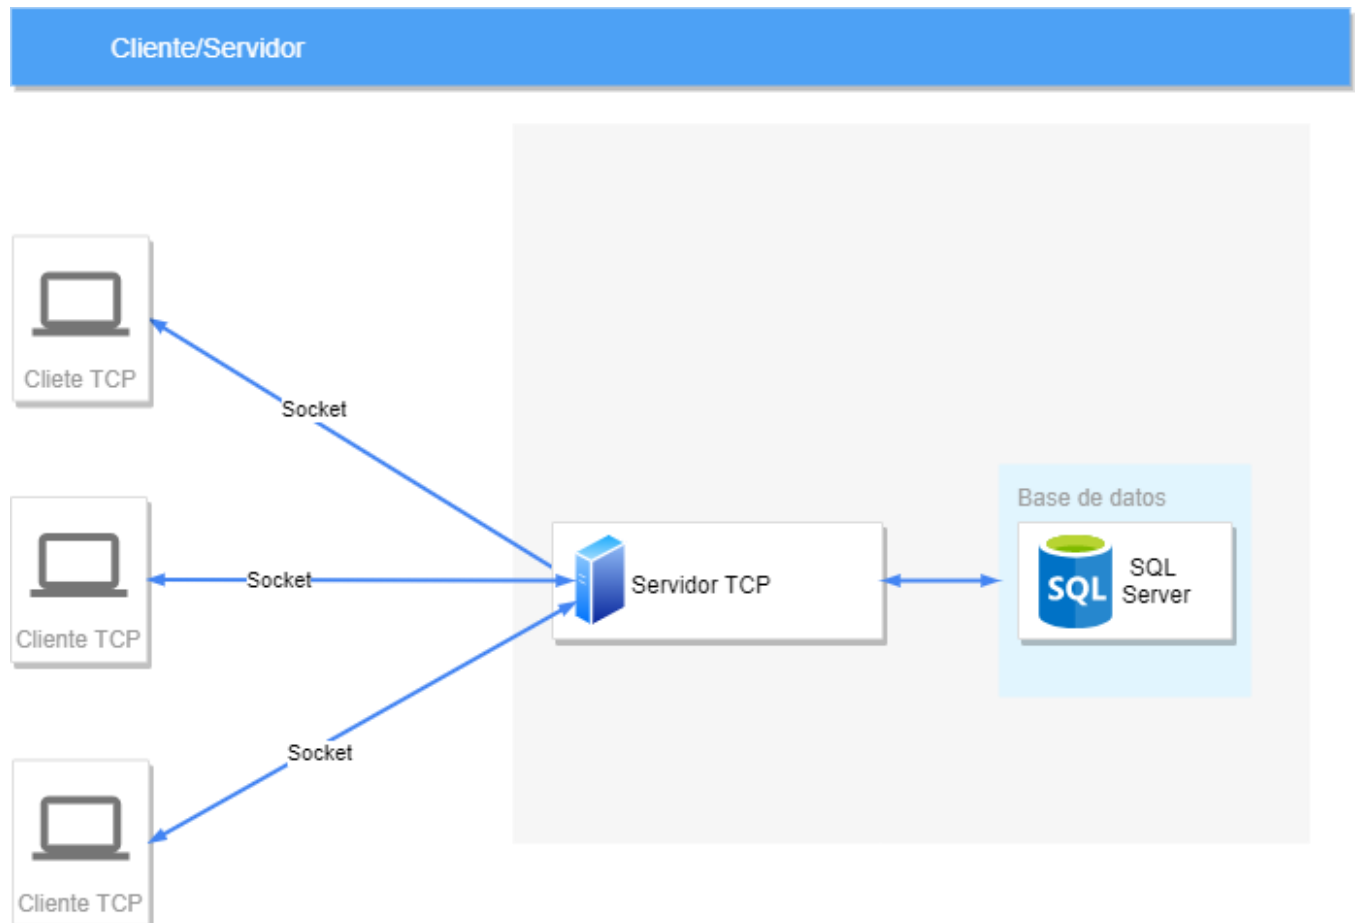 Cliente/Servidor
Cliete TCP
Socket
Cliente TCP
Socket
Cliente TCP
Socket
Servidor TCP
Base de datos
SQL
SQL
Server